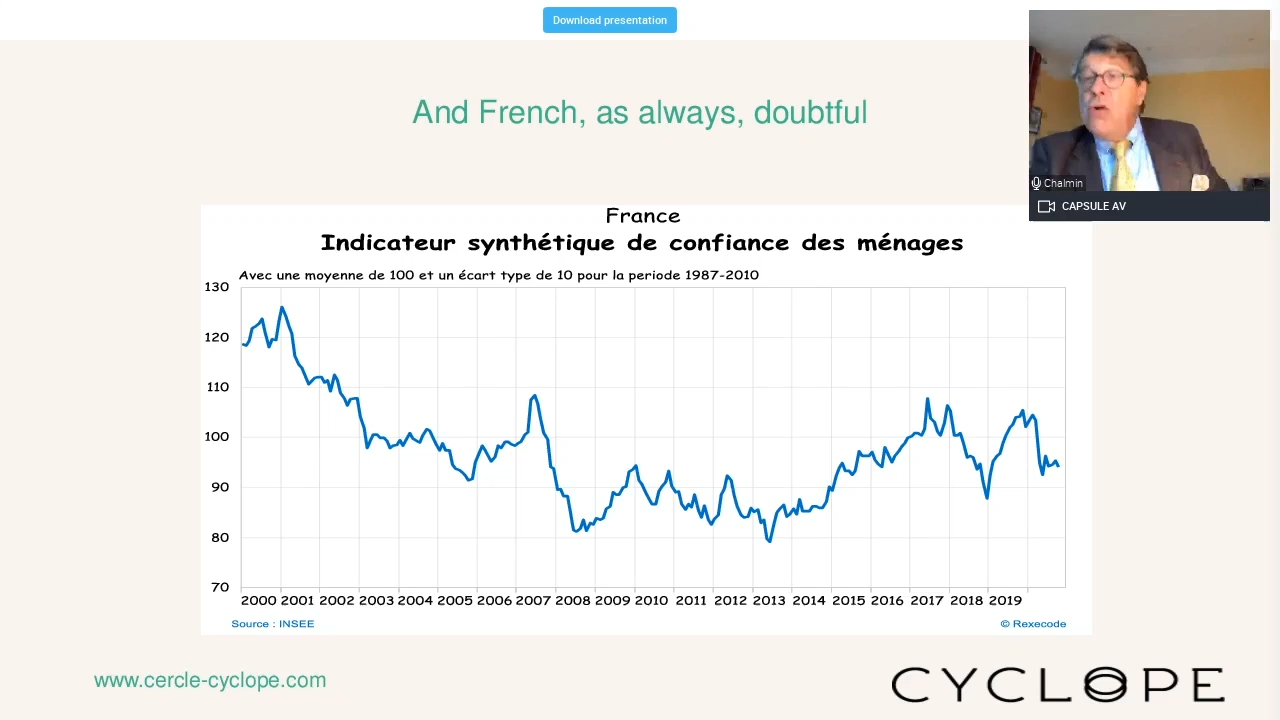 Download presentation
And French, as always, doubtful
Chalmin
CAPSULE AV
France
Indicateur synthétique de confiance des ménages
Avec une moyenne de 100 et un écart type de 10 pour la periode 1987-2010
130
120
110
100
90
80
70
2000 2001 2002 2003 2004 2005 2006 2007 2008 2009 2010 2011 2012 2013 2014 2015 2016 2017 2018 2019
Source : INSEE
© Rexecode
www.cercle-cyclope.com
CYCLOPE